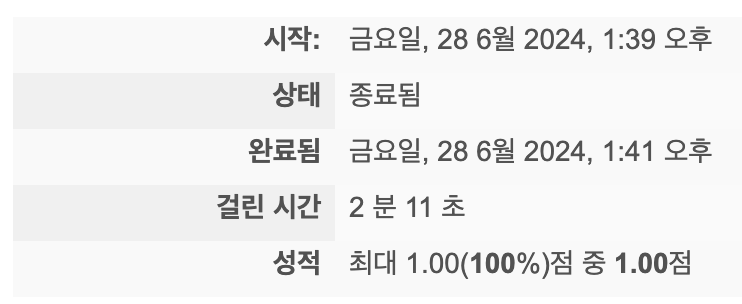 시작: 금요일, 28 6월 2024, 1:39 오후
상태 종료됨
완료됨 금요일, 28 6월 2024, 1:41 오후
걸린 시간 2 분 11 초
성적 최대 1.00(100%)점 중 1.00점